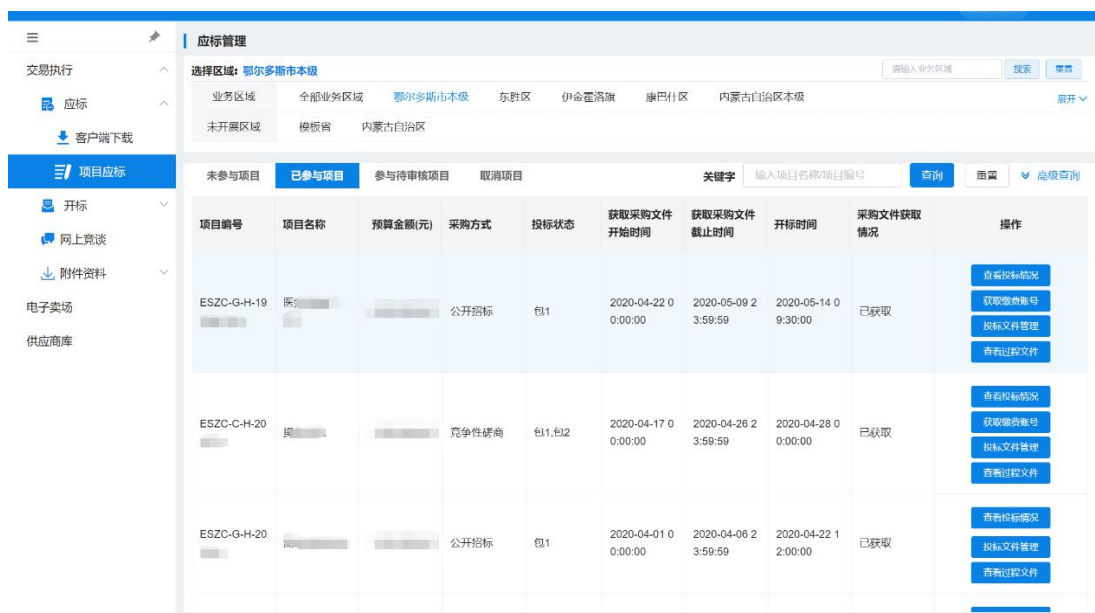 应标管理
交易执行
选择区域: 鄂尔多斯市本级
请输入业务区域
搜索
重置
应标
业务区域 全部业务区域 鄂尔多斯市本级 东胜区 伊金霍洛旗 康巴什区 内蒙古自治区本级
展开
客户端下载
未开展区域 模板省 内蒙古自治区
项目应标
未参与项目 已参与项目 参与待审核项目 取消项目
关键字 输入项目名称/项目编号 查询 重置 高级查询
开标
网上竞谈
附件资料
电子卖场
供应商库
项目编号 项目名称 预算金额(元) 采购方式 投标状态 获取采购文件
开始时间 获取采购文件
截止时间 开标时间 采购文件获取
情况 操作
ESZC-G-H-19 公开招标 包1
2020-04-22 0
0:00:00
2020-05-09 2
3:59:59
2020-05-14 0
9:30:00
已获取
查看投标情况
获取缴费账号
投标文件管理
查看过程文件
ESZC-C-H-20 竞争性磋商 包1,包2
2020-04-17 0
0:00:00
2020-04-26 2
3:59:59
2020-04-28 0
0:00:00
已获取
查看投标情况
获取缴费账号
投标文件管理
查看过程文件
ESZC-G-H-20 公开招标 包1
2020-04-01 0
0:00:00
2020-04-06 2
3:59:59
2020-04-22 1
2:00:00
已获取
查看投标情况
投标文件管理
查看过程文件